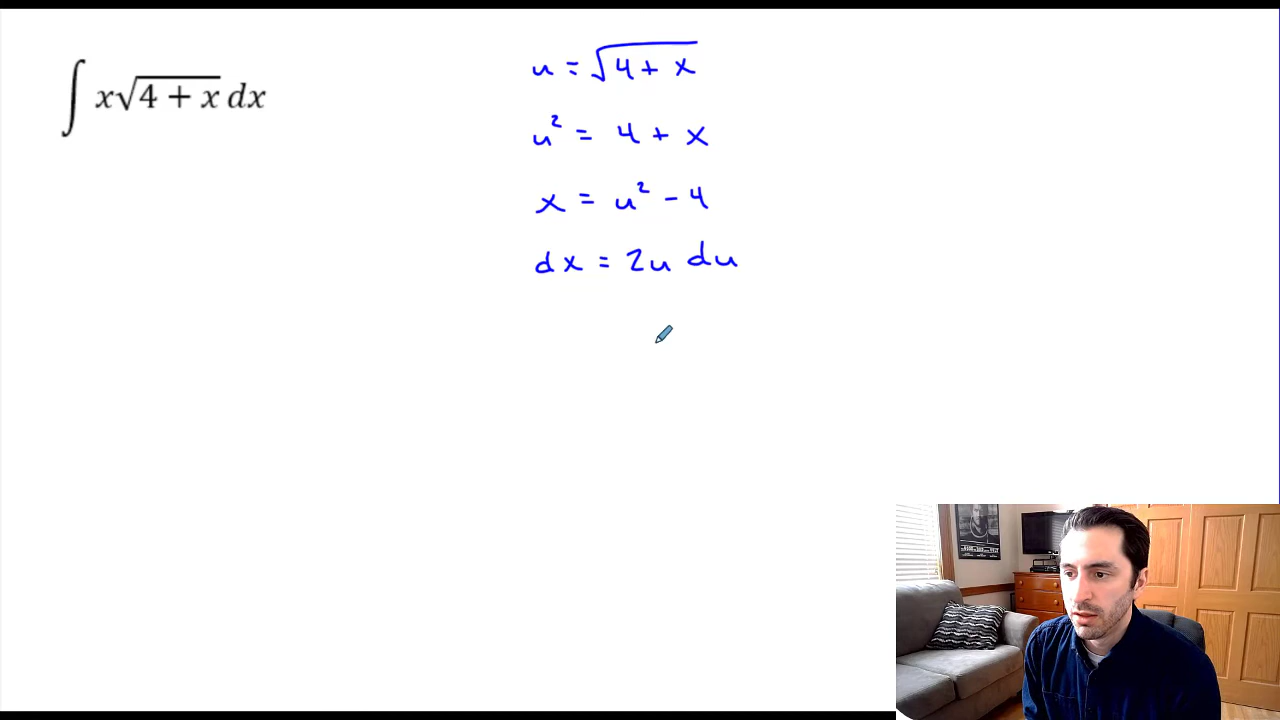 ∫ x√(4 + x) dx
u = √(4 + x)
u² = 4 + x
x = u² - 4
dx = 2u du